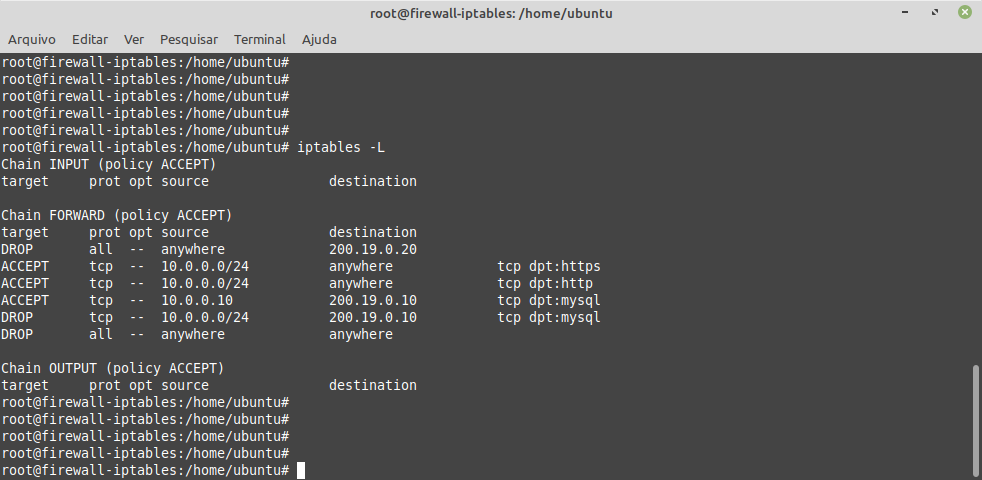 root@firewall-iptables: /home/ubuntu
Arquivo Editar Ver Pesquisar Terminal Ajuda
root@firewall-iptables:/home/ubuntu#
root@firewall-iptables:/home/ubuntu#
root@firewall-iptables:/home/ubuntu#
root@firewall-iptables:/home/ubuntu#
root@firewall-iptables:/home/ubuntu#
root@firewall-iptables:/home/ubuntu# iptables -L
Chain INPUT (policy ACCEPT)
target     prot opt source               destination

Chain FORWARD (policy ACCEPT)
target     prot opt source               destination
DROP       all  --  anywhere             200.19.0.20
ACCEPT     tcp  --  10.0.0.0/24          anywhere             tcp dpt:https
ACCEPT     tcp  --  10.0.0.0/24          anywhere             tcp dpt:http
ACCEPT     tcp  --  10.0.0.10            200.19.0.10          tcp dpt:mysql
DROP       tcp  --  10.0.0.0/24          200.19.0.10          tcp dpt:mysql
DROP       all  --  anywhere             anywhere

Chain OUTPUT (policy ACCEPT)
target     prot opt source               destination
root@firewall-iptables:/home/ubuntu#
root@firewall-iptables:/home/ubuntu#
root@firewall-iptables:/home/ubuntu#
root@firewall-iptables:/home/ubuntu#
root@firewall-iptables:/home/ubuntu#